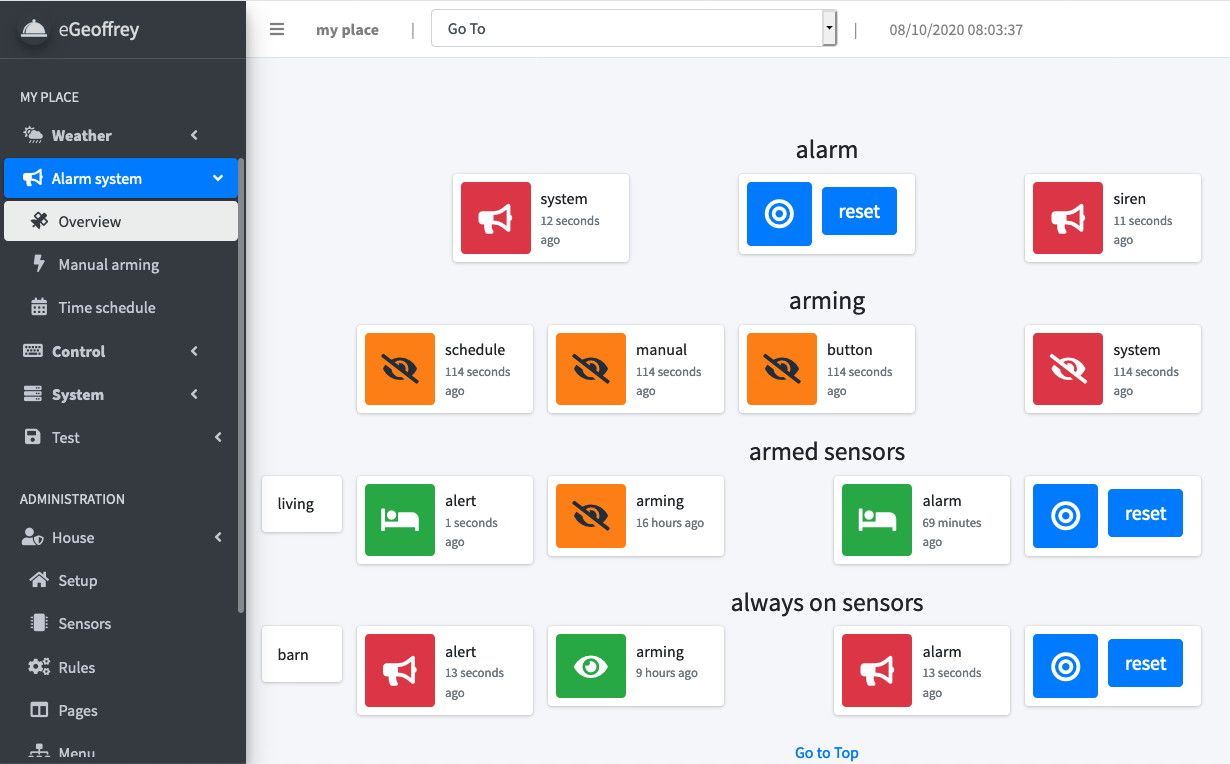 eGeoffrey
my place | Go To | 08/10/2020 08:03:37
MY PLACE
Weather
Alarm system
Overview
Manual arming
Time schedule
Control
System
Test
ADMINISTRATION
House
Setup
Sensors
Rules
Pages
Menu
alarm
system
12 seconds
ago
reset
siren
11 seconds
ago
arming
schedule
114 seconds
ago
manual
114 seconds
ago
button
114 seconds
ago
system
114 seconds
ago
armed sensors
living
alert
1 seconds
ago
arming
16 hours ago
alarm
69 minutes
ago
reset
always on sensors
barn
alert
13 seconds
ago
arming
9 hours ago
alarm
13 seconds
ago
reset
Go to Top